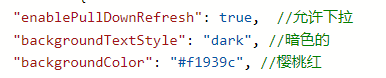 "enablePullDownRefresh": true,  //允许下拉
"backgroundTextStyle": "dark", //暗色的
"backgroundColor": "#f1939c", //樱桃红